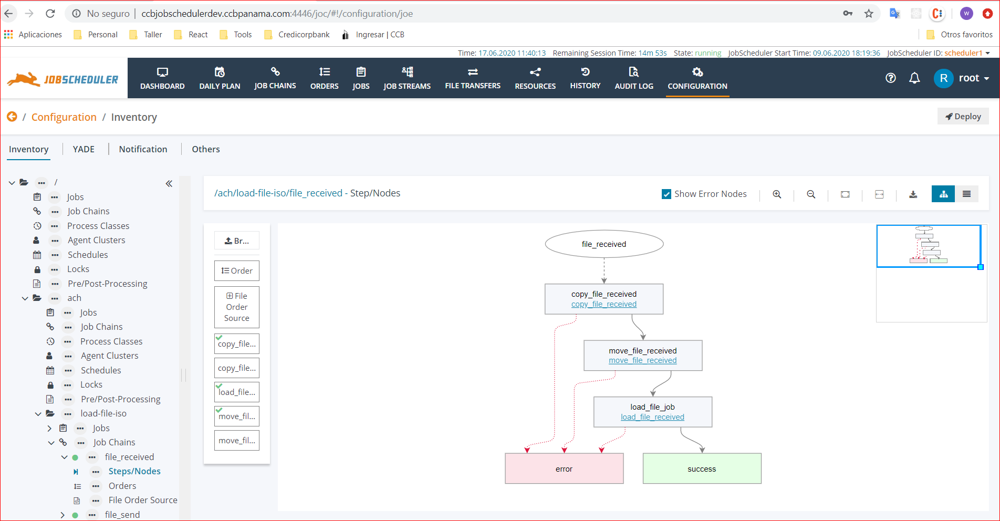 No seguro | ccbjobschedulerdev.ccbpanama.com:4446/joc/#!/configuration/joe
W
Aplicaciones Personal Taller React Tools Credicorpbank Ingresar | CCB Otros favoritos
Time: 17.06.2020 11:40:13 Remaining Session Time: 14m 53s State: running JobScheduler Start Time: 09.06.2020 18:19:36 JobScheduler ID: scheduler1
JOBSCHEDULER
DASHBOARD DAILY PLAN JOB CHAINS ORDERS JOBS JOB STREAMS FILE TRANSFERS RESOURCES HISTORY AUDIT LOG CONFIGURATION
R root
/ Configuration / Inventory
Deploy
Inventory YADE Notification Others
/
Jobs
Job Chains
Process Classes
Agent Clusters
Schedules
Locks
Pre/Post-Processing
ach
Jobs
Job Chains
Process Classes
Agent Clusters
Schedules
Locks
Pre/Post-Processing
load-file-iso
Jobs
Job Chains
file_received
Steps/Nodes
Orders
File Order Source
file_send
/ach/load-file-iso/file_received - Step/Nodes
Show Error Nodes
Br...
Order
File
Order
Source
copy_file...
copy_file...
load_file...
move_fil...
move_fil...
file_received
copy_file_received
copy_file_received
move_file_received
move_file_received
load_file_job
load_file_received
error
success